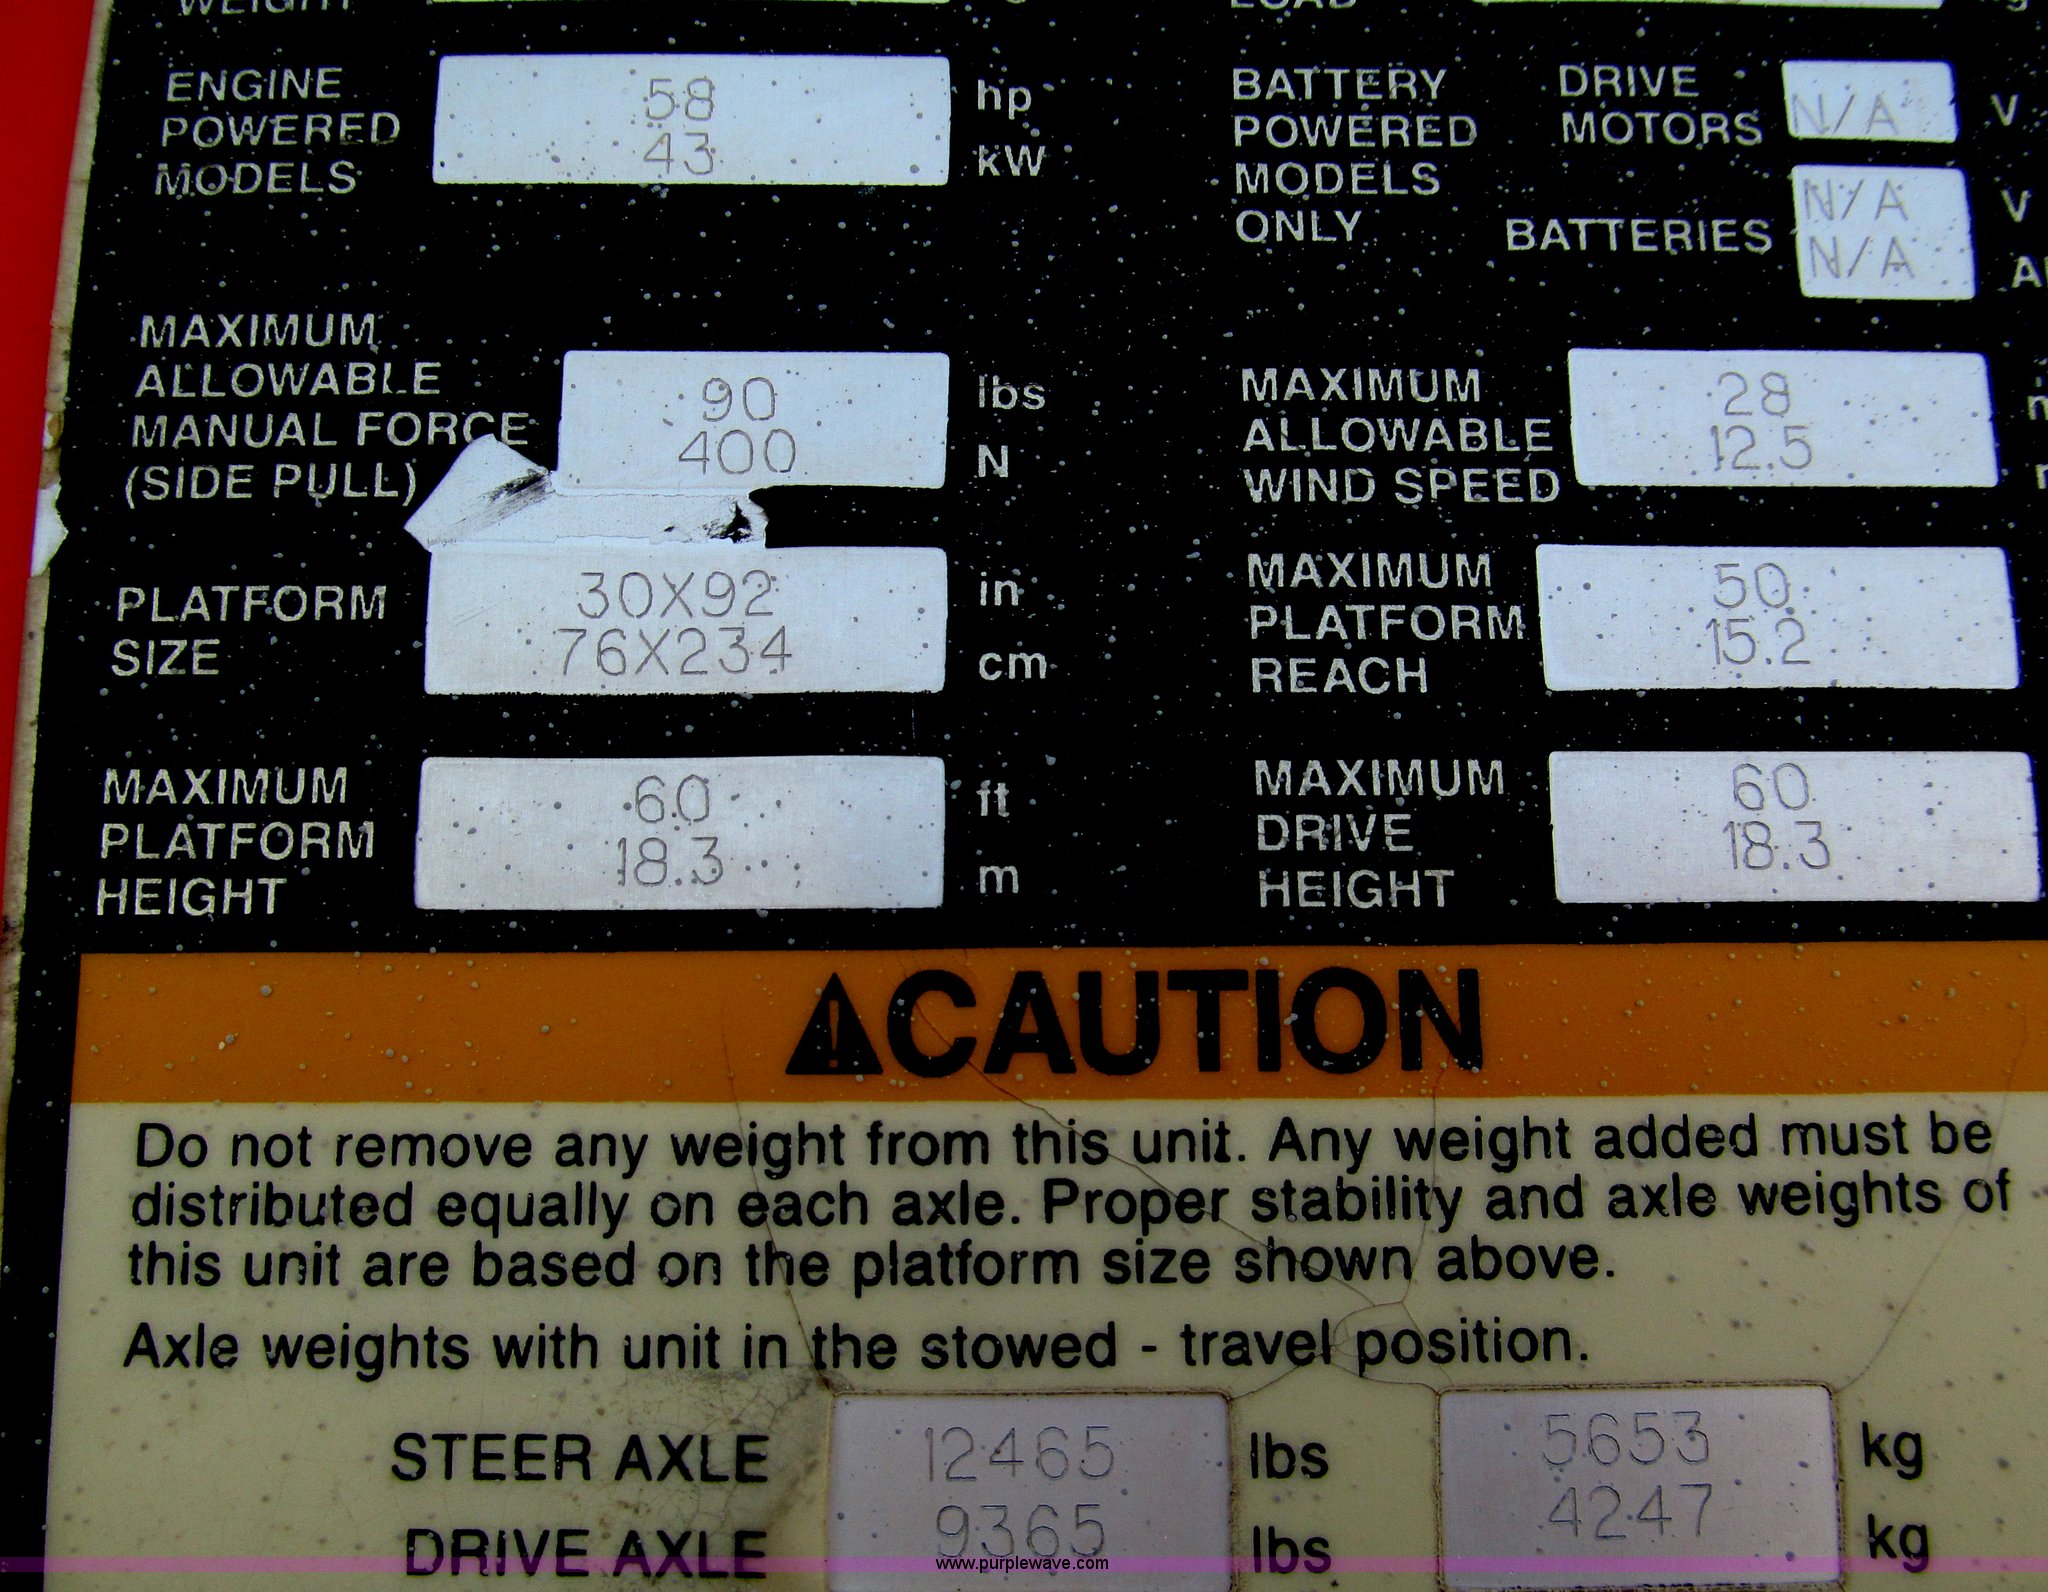 WEIGHT
LOAD
ENGINE
POWERED
MODELS
58
43
hp
kW
BATTERY
POWERED
MODELS
ONLY
DRIVE
MOTORS
N/A
V
BATTERIES
N/A
N/A
V
MAXIMUM
ALLOWABLE
MANUAL FORCE
(SIDE PULL)
90
400
lbs
N
MAXIMUM
ALLOWABLE
WIND SPEED
28
12.5
PLATFORM
SIZE
30X92
76X234
in
cm
MAXIMUM
PLATFORM
REACH
50
15.2
MAXIMUM
PLATFORM
HEIGHT
60
18.3
ft
m
MAXIMUM
DRIVE
HEIGHT
60
18.3
CAUTION
Do not remove any weight from this unit. Any weight added must be
distributed equally on each axle. Proper stability and axle weights of
this unit are based on the platform size shown above.
Axle weights with unit in the stowed - travel position.
STEER AXLE 12465 lbs 5653 kg
DRIVE AXLE 9365 lbs 4247 kg
www.purplewave.com